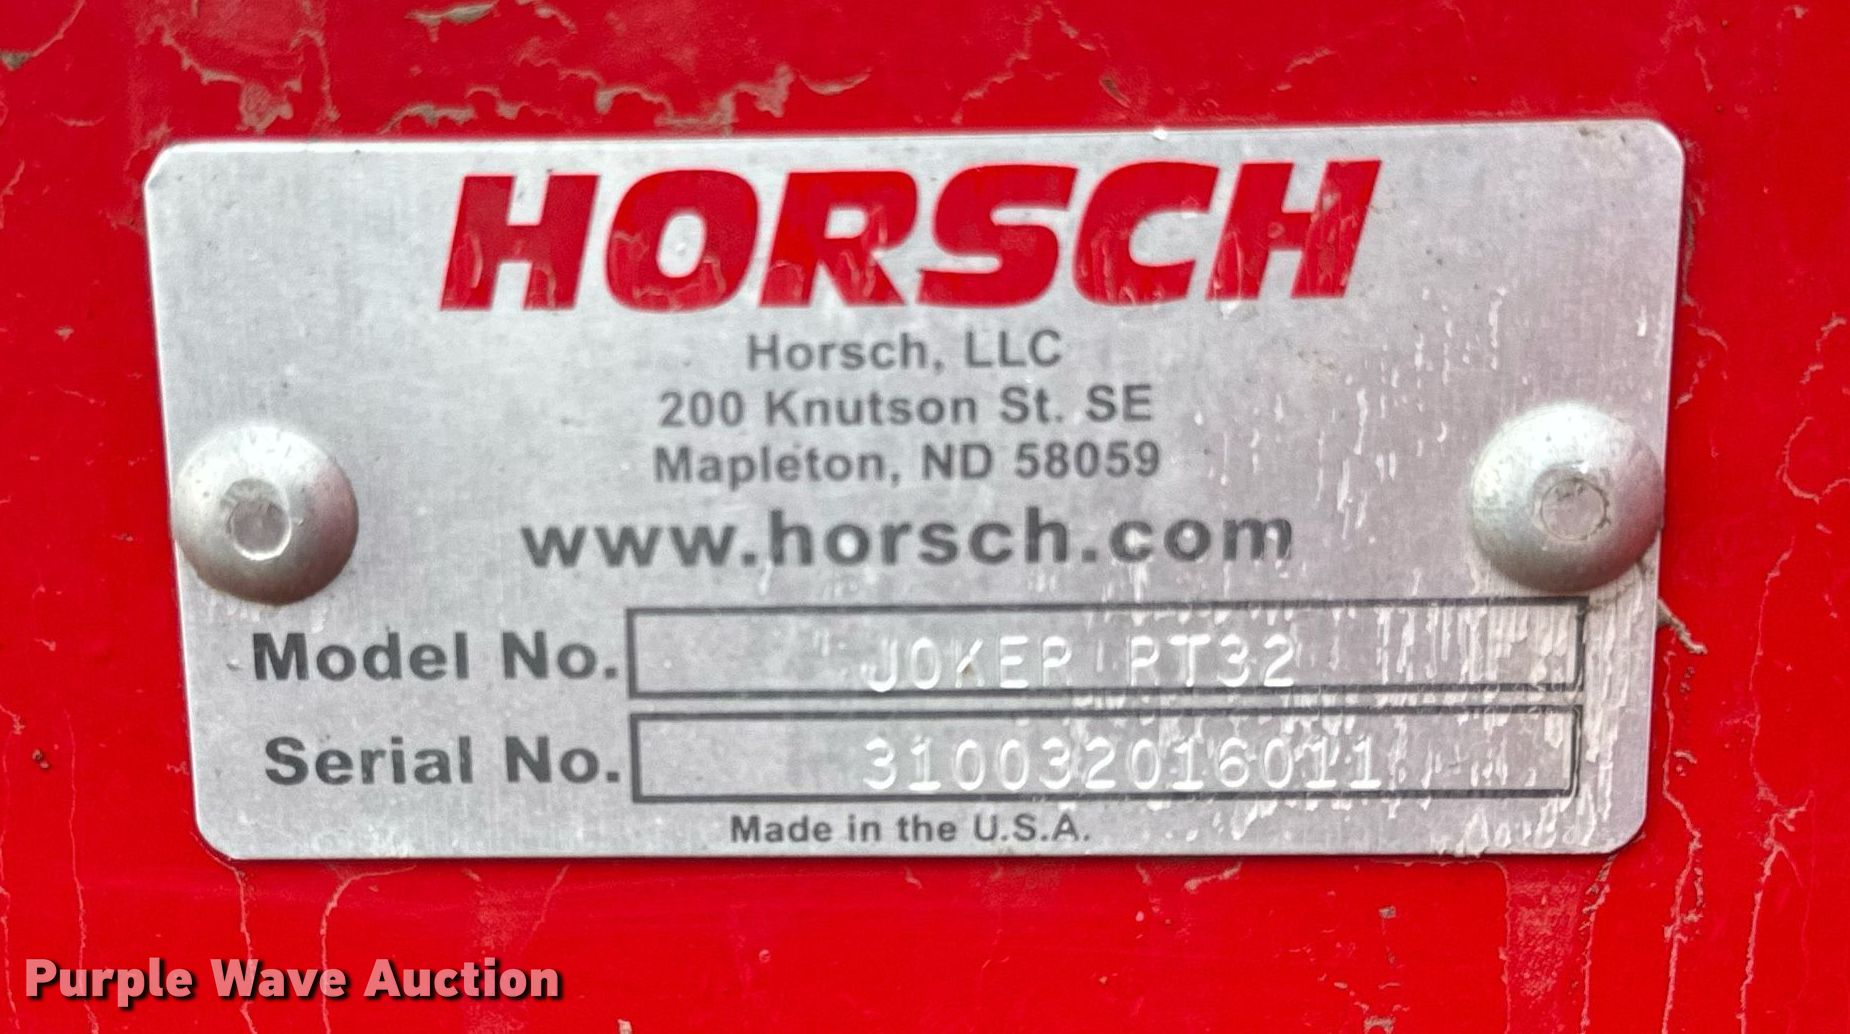 HORSCH
Horsch, LLC
200 Knutson St. SE
Mapleton, ND 58059
www.horsch.com
Model No. JOKER RT32
Serial No. 310032016011
Made in the U.S.A.
Purple Wave Auction